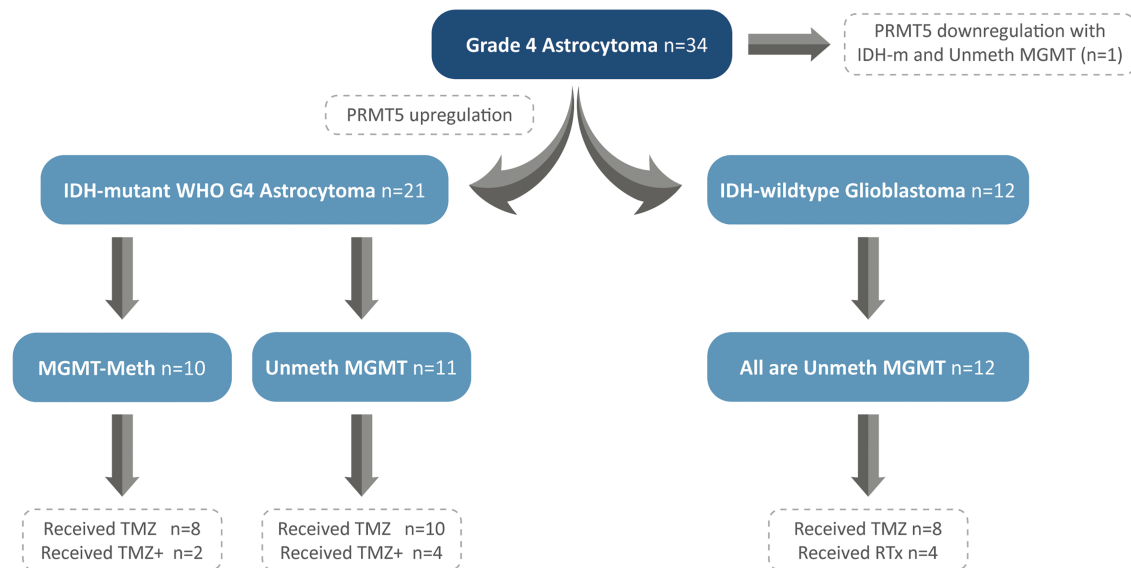 Grade 4 Astrocytoma n=34
PRMT5 downregulation with
IDH-m and Unmeth MGMT (n=1)
PRMT5 upregulation
IDH-mutant WHO G4 Astrocytoma n=21
IDH-wildtype Glioblastoma n=12
MGMT-Meth n=10
Unmeth MGMT n=11
All are Unmeth MGMT n=12
Received TMZ n=8
Received TMZ+ n=2
Received TMZ n=10
Received TMZ+ n=4
Received TMZ n=8
Received RTx n=4